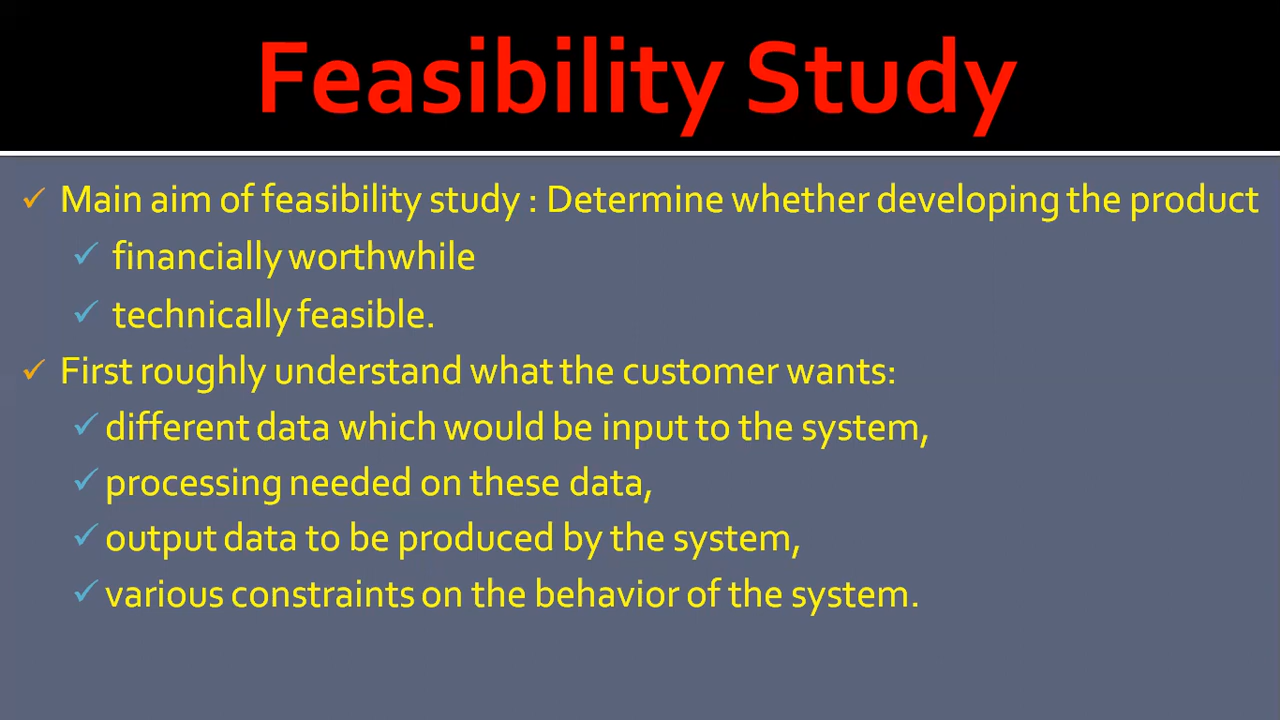 Feasibility Study
✓ Main aim of feasibility study : Determine whether developing the product
✓ financially worthwhile
✓ technically feasible.
✓ First roughly understand what the customer wants:
✓ different data which would be input to the system,
✓ processing needed on these data,
✓ output data to be produced by the system,
✓ various constraints on the behavior of the system.